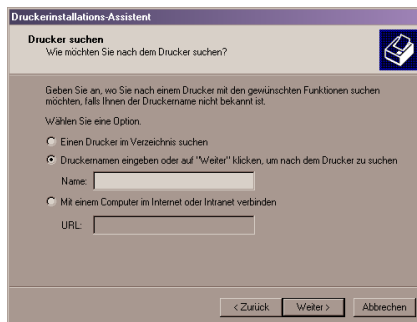 Druckerinstallations-Assistent
Drucker suchen
Wie möchten Sie nach dem Drucker suchen?
Geben Sie an, wo Sie nach einem Drucker mit den gewünschten Funktionen suchen
möchten, falls Ihnen der Druckername nicht bekannt ist.
Wählen Sie eine Option.
Einen Drucker im Verzeichnis suchen
Druckernamen eingeben oder auf "Weiter" klicken, um nach dem Drucker zu suchen
Name:
Mit einem Computer im Internet oder Intranet verbinden
URL:
< Zurück
Weiter >
Abbrechen